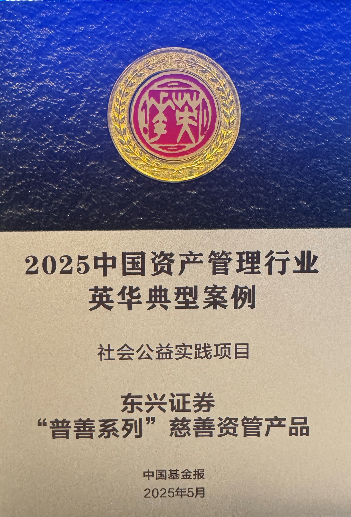 英华
2025中国资产管理行业
英华典型案例
社会公益实践项目
东兴证券
“普善系列”慈善资管产品
中国基金报
2025年5月